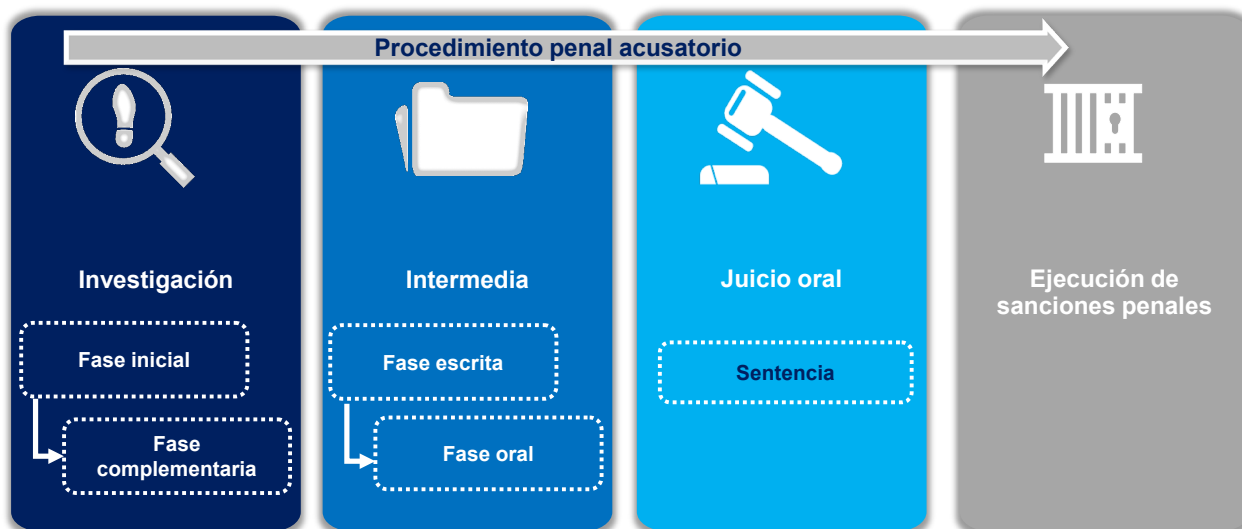 Procedimiento penal acusatorio
Investigación
Fase inicial
Fase
complementaria
Intermedia
Fase escrita
Fase oral
Juicio oral
Sentencia
Ejecución de
sanciones penales